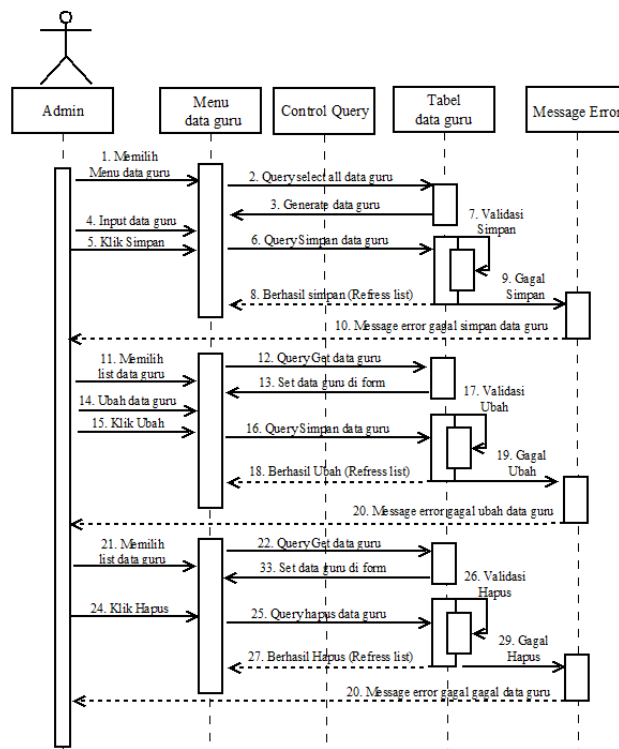 Admin
Menu
data guru
Control Query
Tabel
data guru
Message Error
1. Memilih
Menu data guru
2. Query select all data guru
3. Generate data guru
4. Input data guru
5. Klik Simpan
6. Query Simpan data guru
7. Validasi
Simpan
8. Berhasil simpan (Refress list)
9. Gagal
Simpan
10. Message error gagal simpan data guru
11. Memilih
list data guru
12. Query Get data guru
13. Set data guru di form
14. Ubah data guru
15. Klik Ubah
16. Query Simpan data guru
17. Validasi
Ubah
18. Berhasil Ubah (Refress list)
19. Gagal
Ubah
20. Message error gagal ubah data guru
21. Memilih
list data guru
22. Query Get data guru
33. Set data guru di form
24. Klik Hapus
25. Query hapus data guru
26. Validasi
Hapus
27. Berhasil Hapus (Refress list)
29. Gagal
Hapus
20. Message error gagal gagal data guru